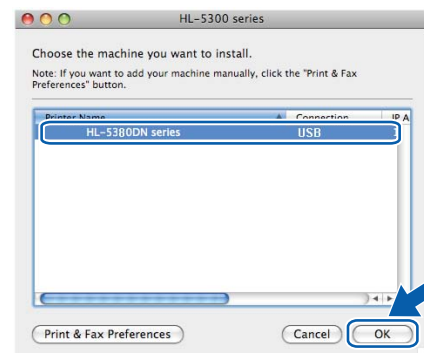 HL-5300 series
Choose the machine you want to install.
Note: If you want to add your machine manually, click the "Print & Fax
Preferences" button.
Printer Name Connection IP A
HL-5380DN series USB
Print & Fax Preferences Cancel OK